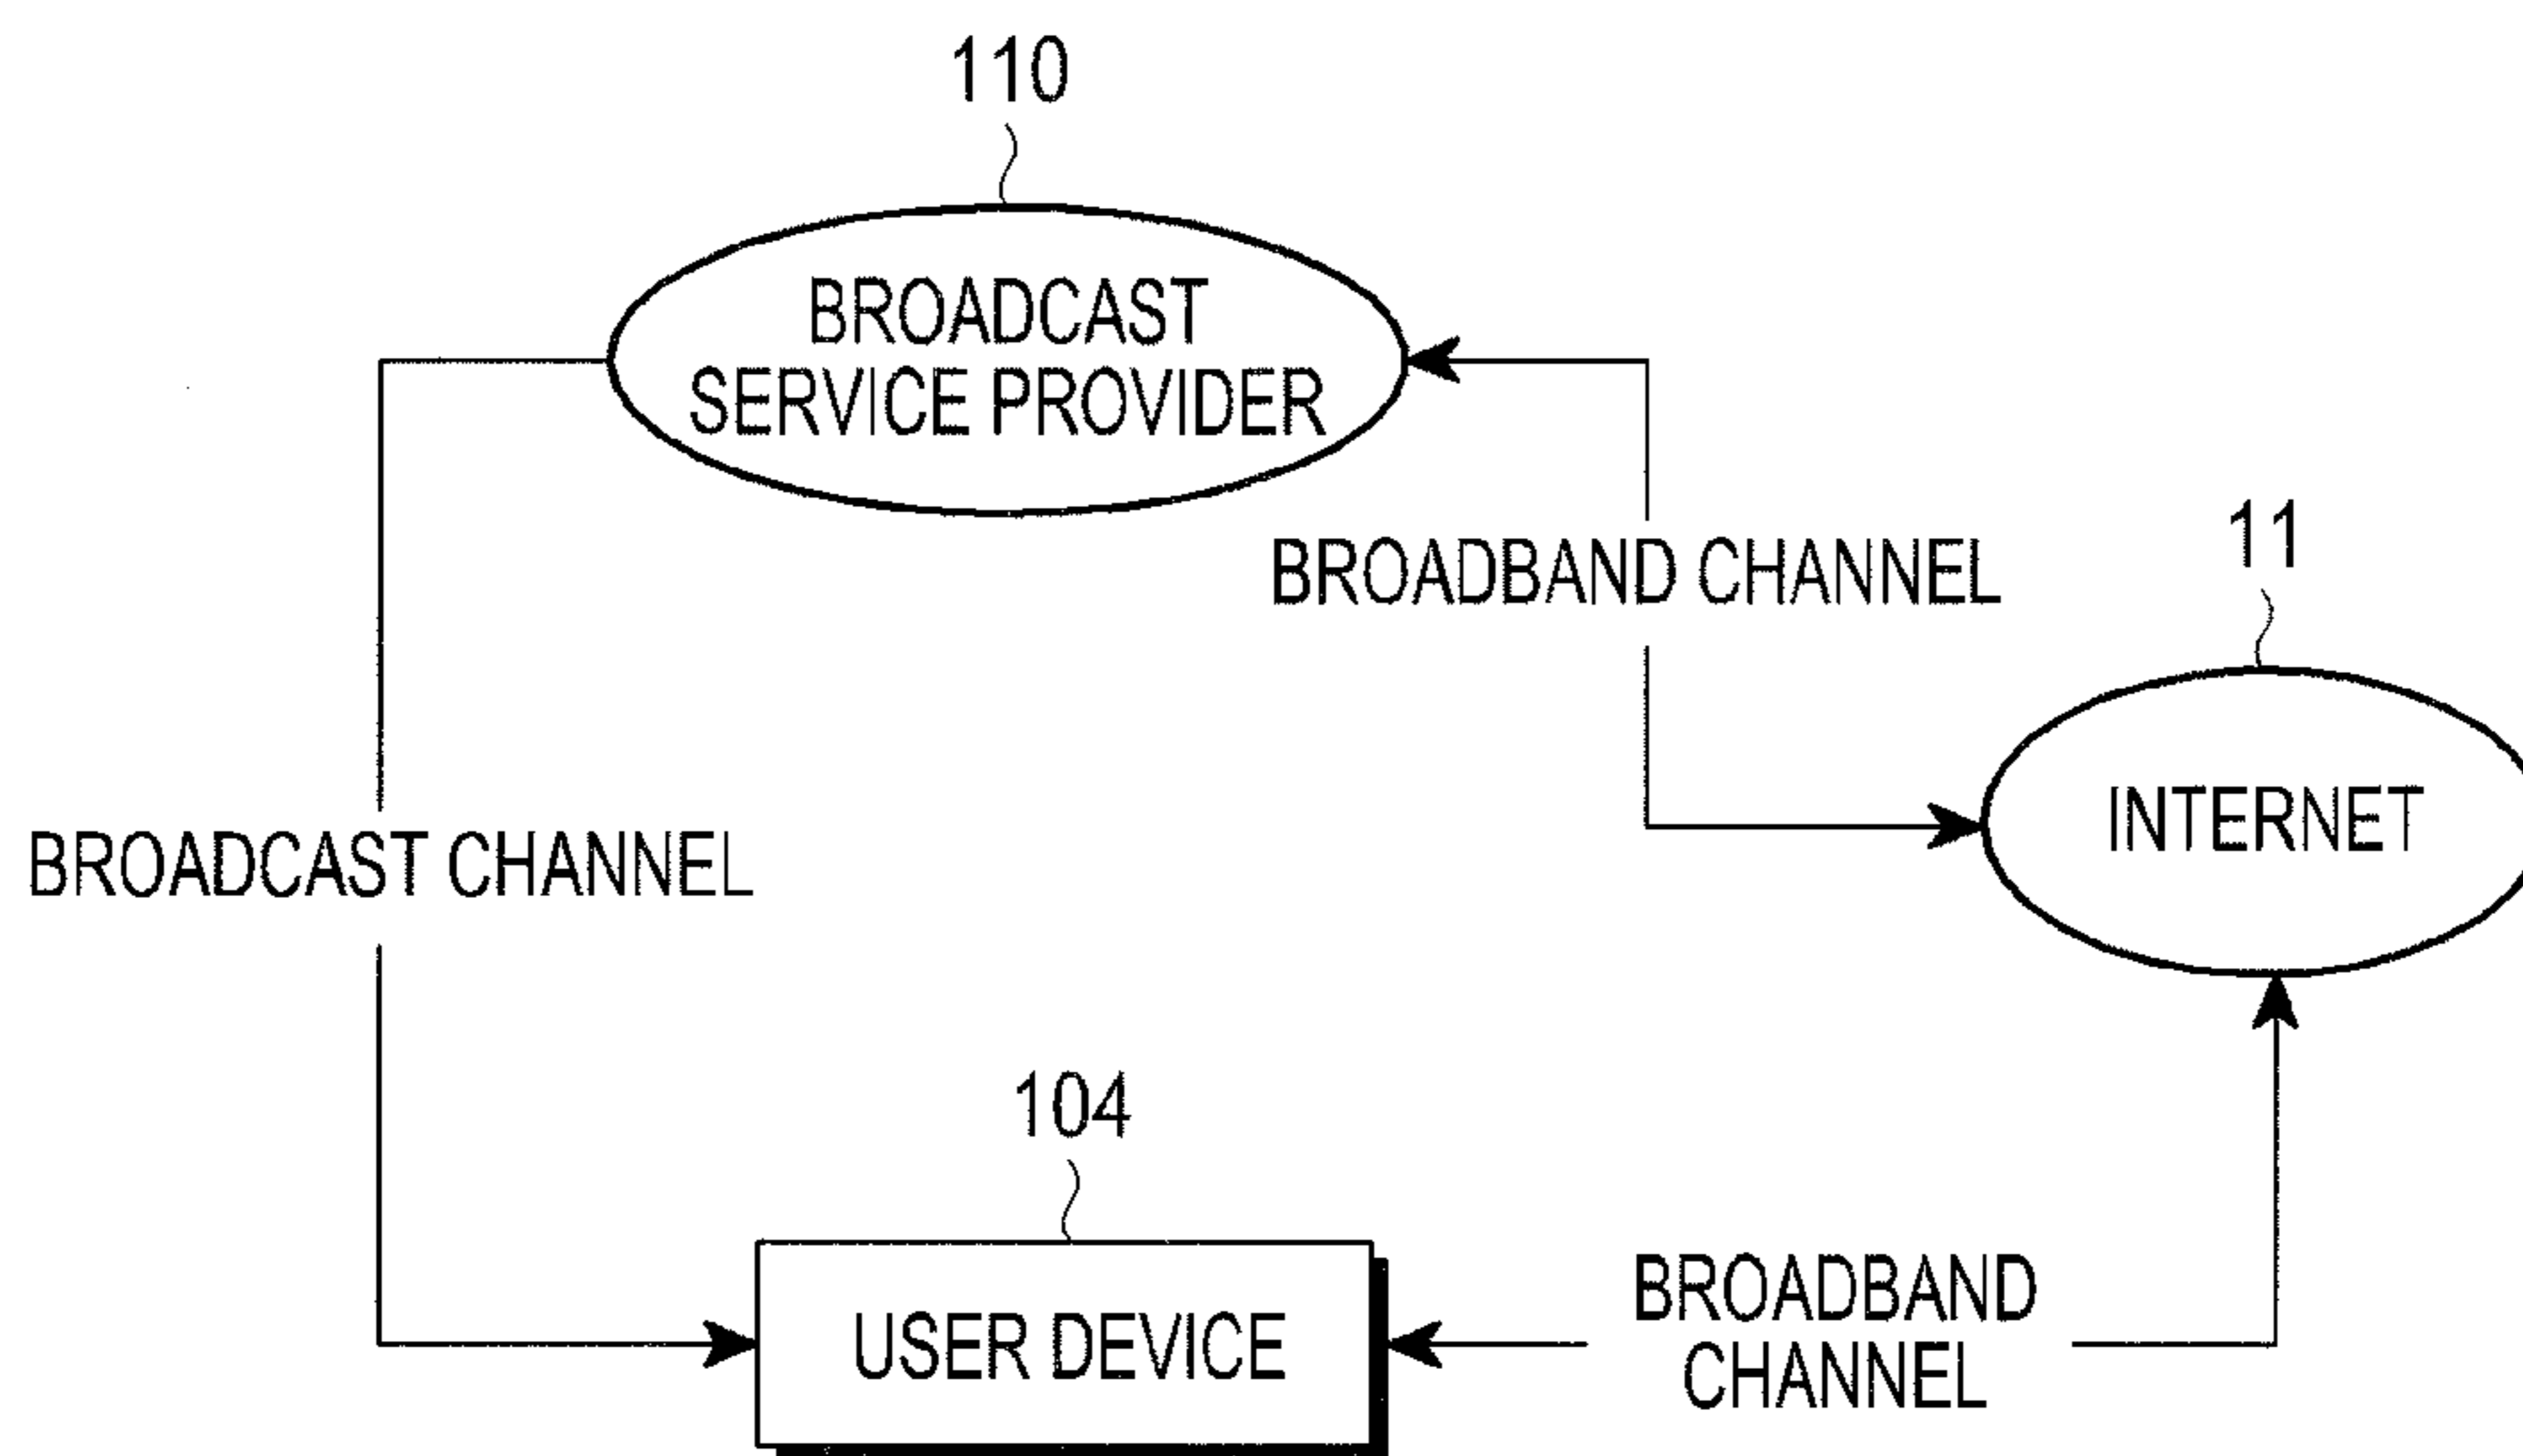 110
BROADCAST
SERVICE PROVIDER
BROADBAND CHANNEL
11
INTERNET
BROADCAST CHANNEL
104
USER DEVICE
BROADBAND
CHANNEL